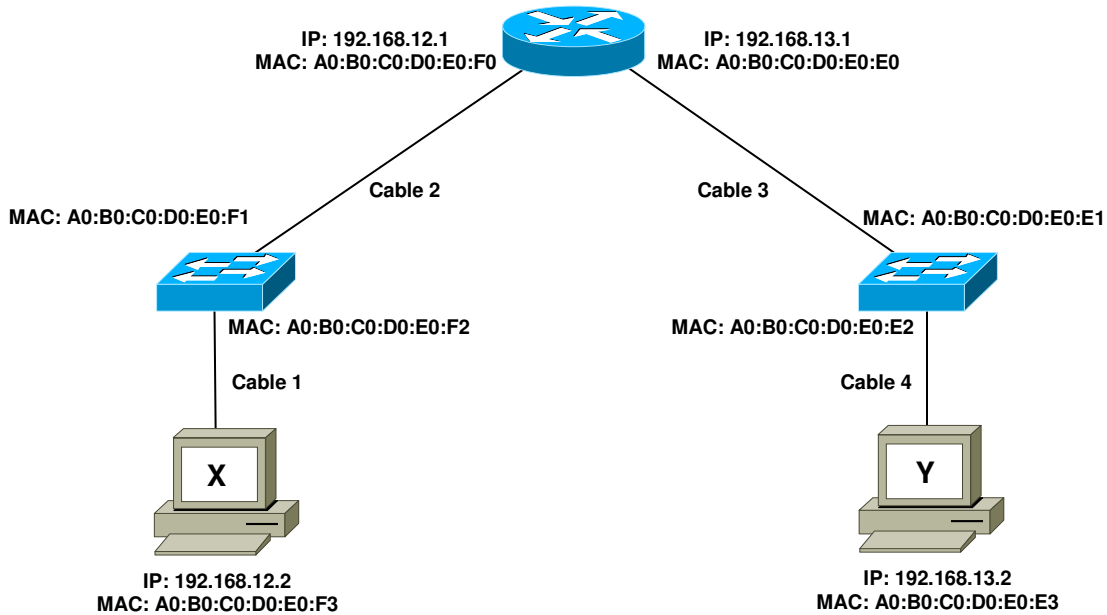 IP: 192.168.12.1
MAC: A0:B0:C0:D0:E0:F0
IP: 192.168.13.1
MAC: A0:B0:C0:D0:E0:E0
Cable 2
Cable 3
MAC: A0:B0:C0:D0:E0:F1
MAC: A0:B0:C0:D0:E0:E1
MAC: A0:B0:C0:D0:E0:F2
MAC: A0:B0:C0:D0:E0:E2
Cable 1
Cable 4
X
Y
IP: 192.168.12.2
MAC: A0:B0:C0:D0:E0:F3
IP: 192.168.13.2
MAC: A0:B0:C0:D0:E0:E3